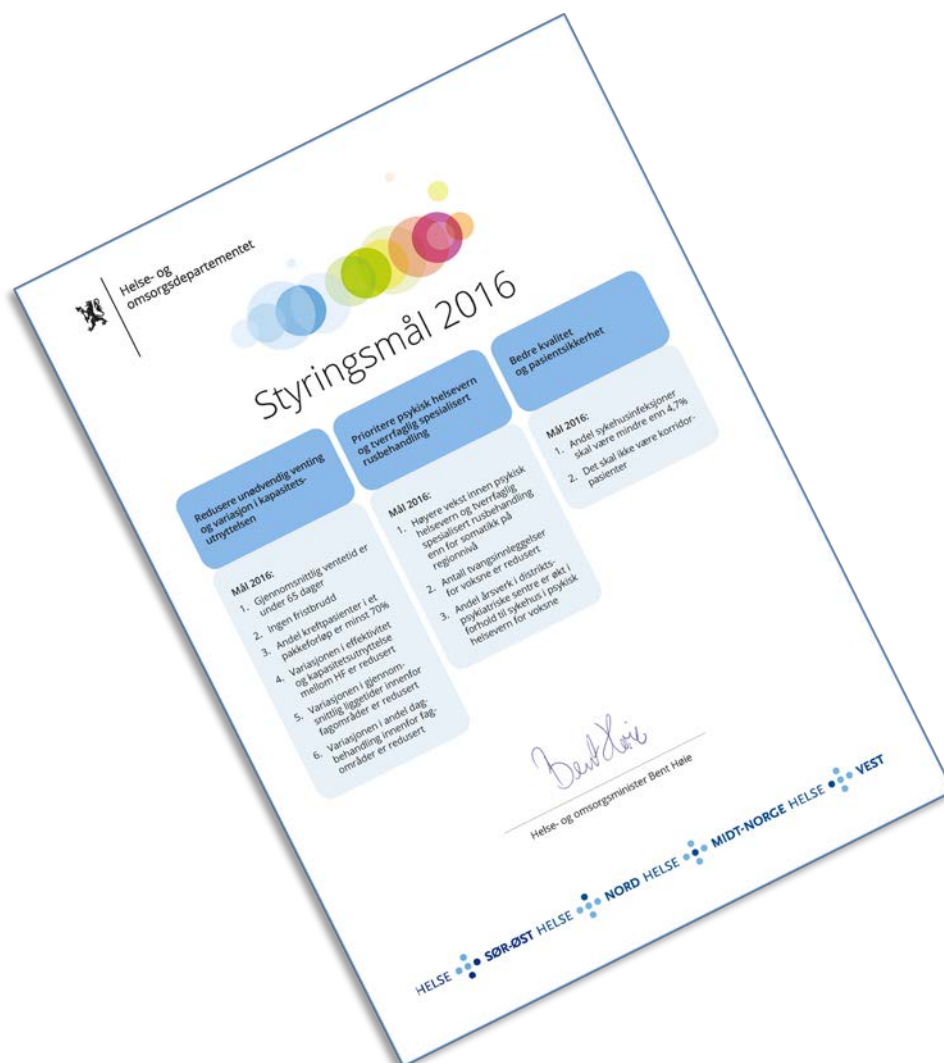 Helse- og
omsorgsdepartementet
Styringsmål 2016
Redusere unødvendig venting
og variasjon i kapasitets-
utnyttelsen
Mål 2016:
1. Gjennomsnittlig ventetid er
under 65 dager
2. Ingen fristbrudd
3. Andel kreftpasienter i et
pakkeforløp er minst 70%
4. Variasjonen i effektivitet
og kapasitetsutnyttelse
mellom HF er redusert
5. Variasjonen i gjennom-
snittlig liggetider innenfor
fagområder er redusert
6. Variasjonen i andel dag-
behandling innenfor fag-
områder er redusert
Prioritere psykisk helsevern
og tverrfaglig spesialisert
rusbehandling
Mål 2016:
1. Høyere vekst innen psykisk
helsevern og tverrfaglig
spesialisert rusbehandling
enn for somatikk på
regionnivå
2. Antall tvangsinnleggelser
for voksne er redusert
3. Andel årsverk i distrikts-
psykiatriske sentre er økt i
forhold til sykehus i psykisk
helsevern for voksne
Bedre kvalitet
og pasientsikkerhet
Mål 2016:
1. Andel sykehusinfeksjoner
skal være mindre enn 4,7%
2. Det skal ikke være korridor-
pasienter
Bent Høie
Helse- og omsorgsminister Bent Høie
HELSE SØR-ØST HELSE NORD HELSE MIDT-NORGE HELSE VEST